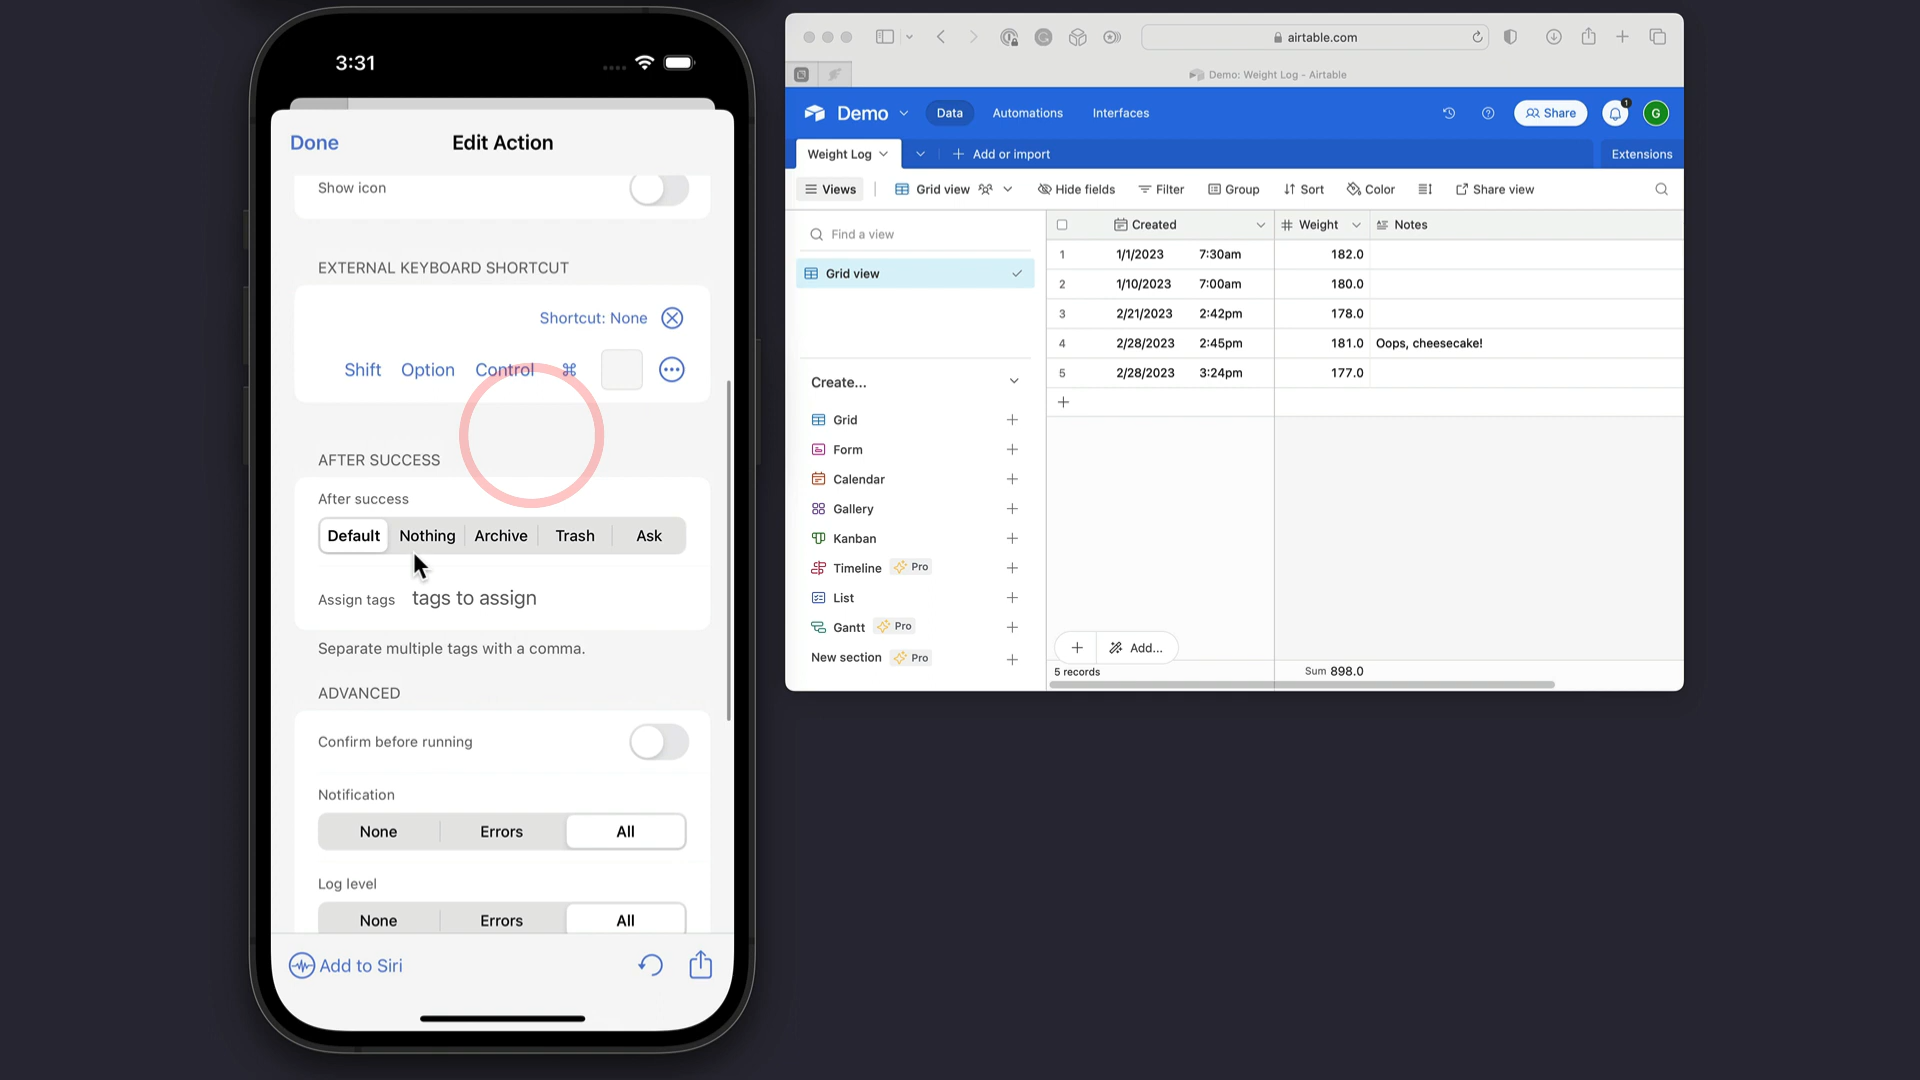 3:31
Done
Edit Action
Show icon
EXTERNAL KEYBOARD SHORTCUT
Shortcut: None
Shift Option Control ⌘
AFTER SUCCESS
After success
Default Nothing Archive Trash Ask
Assign tags tags to assign
Separate multiple tags with a comma.
ADVANCED
Confirm before running
Notification
None Errors All
Log level
None Errors All
Add to Siri
airtable.com
Demo: Weight Log - Airtable
Demo Data Automations Interfaces Share 1 G
Weight Log Add or import Extensions
Views Grid view Hide fields Filter Group Sort Color Share view
Find a view
Grid view
Create...
Grid
Form
Calendar
Gallery
Kanban
Timeline Pro
List
Gantt Pro
New section Pro
Created Weight Notes
1 1/1/2023 7:30am 182.0
2 1/10/2023 7:00am 180.0
3 2/21/2023 2:42pm 178.0
4 2/28/2023 2:45pm 181.0 Oops, cheesecake!
5 2/28/2023 3:24pm 177.0
Add...
5 records Sum 898.0